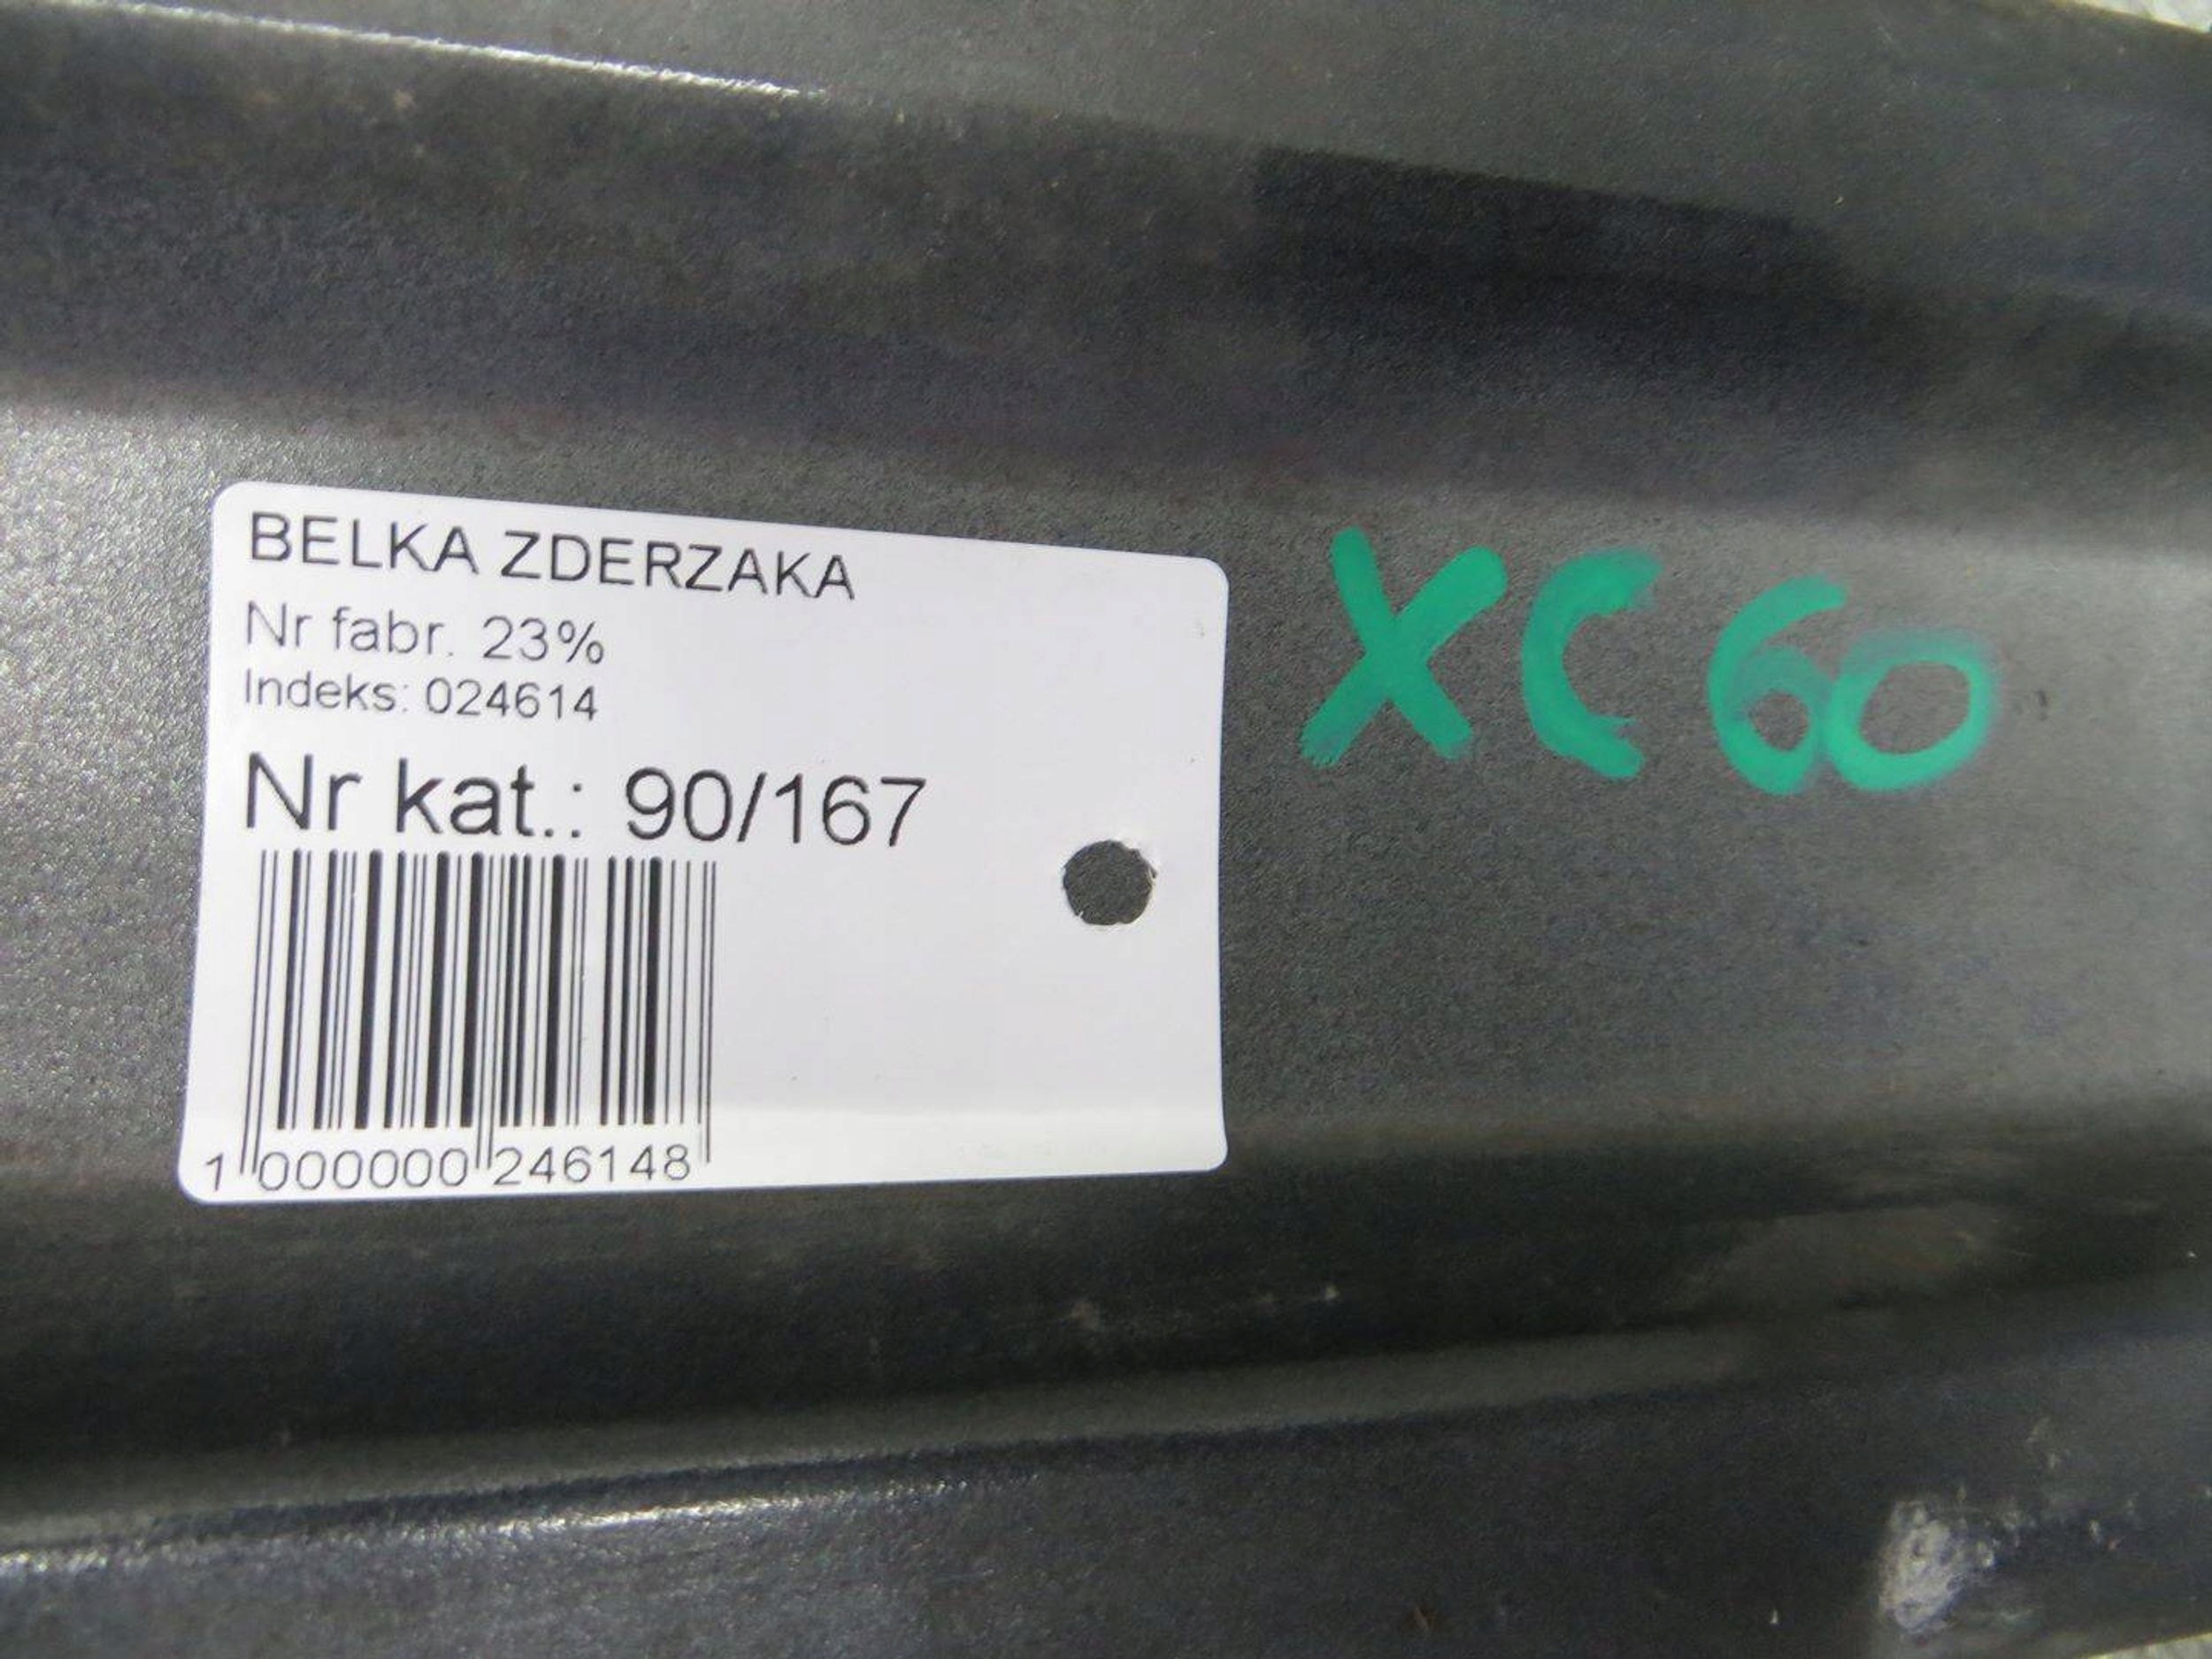 BELKA ZDERZAKA
Nr fabr. 23%
Indeks: 024614
Nr kat.: 90/167
1 000000 246148
XC60